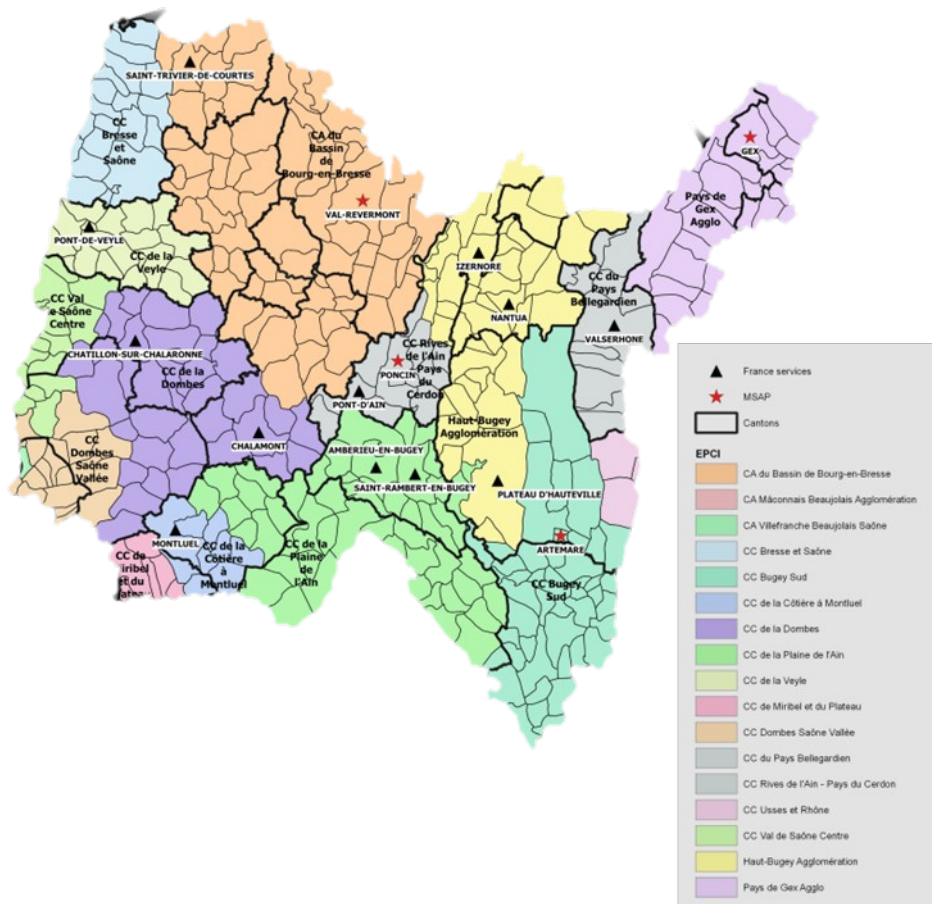 SAINT-TRIVIER-DE-COURTES
CC
Bresse
et
Saône
CA du
Bassin
de
Bourg-en-Bresse
GEX
VAL-REVERMONT
Pays de
Gex
Agglo
PONT-DE-VEYLE
CC de la
Veyle
IZERNORE
CC du
Pays
Bellegardien
CC Val
e Saône
Centre
NANTUA
VALSERHONE
CHATILLON-SUR-CHALARONNE
CC de la
Dombes
CC Rives
de l'Ain
Pays
du
Cerdon
PONCIN
PONT-D'AIN
Haut-Bugey
Agglomération
CC
Dombes
Saône
Vallée
CHALAMONT
AMBERIEU-EN-BUGEY
SAINT-RAMBERT-EN-BUGEY
PLATEAU D'HAUTEVILLE
MONTLUEL
CC de la
Côtière
à
Montluel
CC de la
Plaine
de
l'Ain
ARTEMARE
CC de
iribel
et du
CC Bugey
Sud
France services
MSAP
Cantons
EPCI
CA du Bassin de Bourg-en-Bresse
CA Mâconnais Beaujolais Agglomération
CA Villefranche Beaujolais Saône
CC Bresse et Saône
CC Bugey Sud
CC de la Côtière à Montluel
CC de la Dombes
CC de la Plaine de l'Ain
CC de la Veyle
CC de Miribel et du Plateau
CC Dombes Saône Vallée
CC du Pays Bellegardien
CC Rives de l'Ain - Pays du Cerdon
CC Usses et Rhône
CC Val de Saône Centre
Haut-Bugey Agglomération
Pays de Gex Agglo